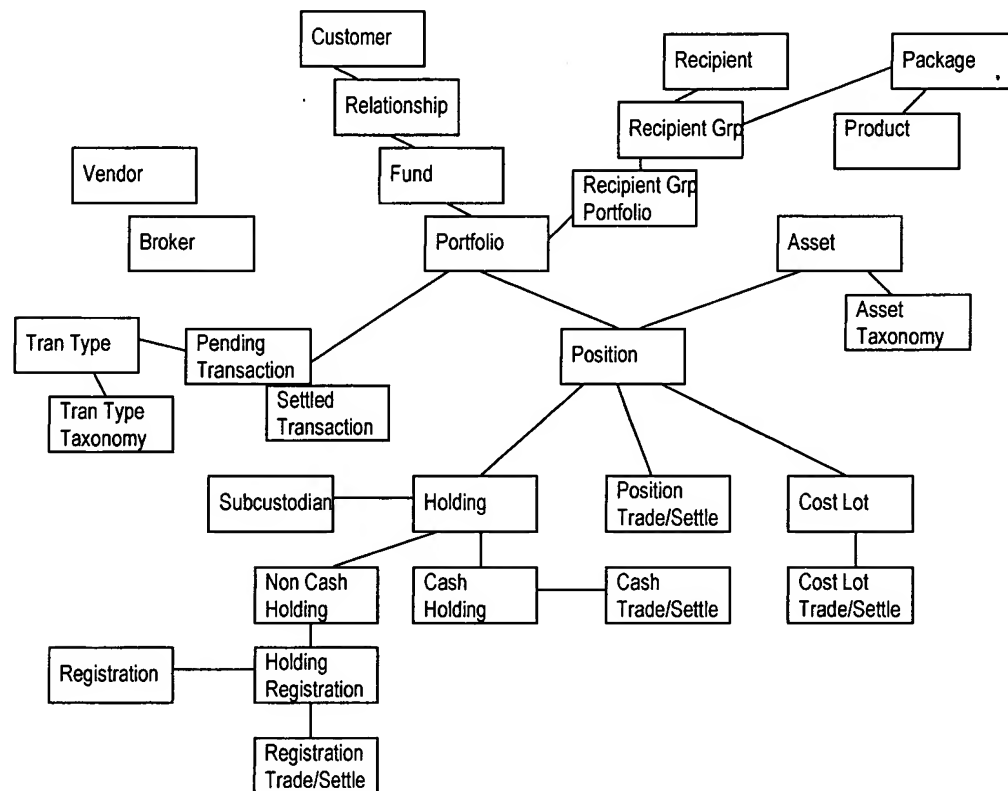 Customer
Recipient
Package
Relationship
Recipient Grp
Product
Vendor
Fund
Recipient Grp
Portfolio
Broker
Portfolio
Asset
Asset
Taxonomy
Tran Type
Pending
Transaction
Position
Settled
Transaction
Tran Type
Taxonomy
Subcustodian
Holding
Position
Trade/Settle
Cost Lot
Non Cash
Holding
Cash
Holding
Cash
Trade/Settle
Cost Lot
Trade/Settle
Registration
Holding
Registration
Registration
Trade/Settle